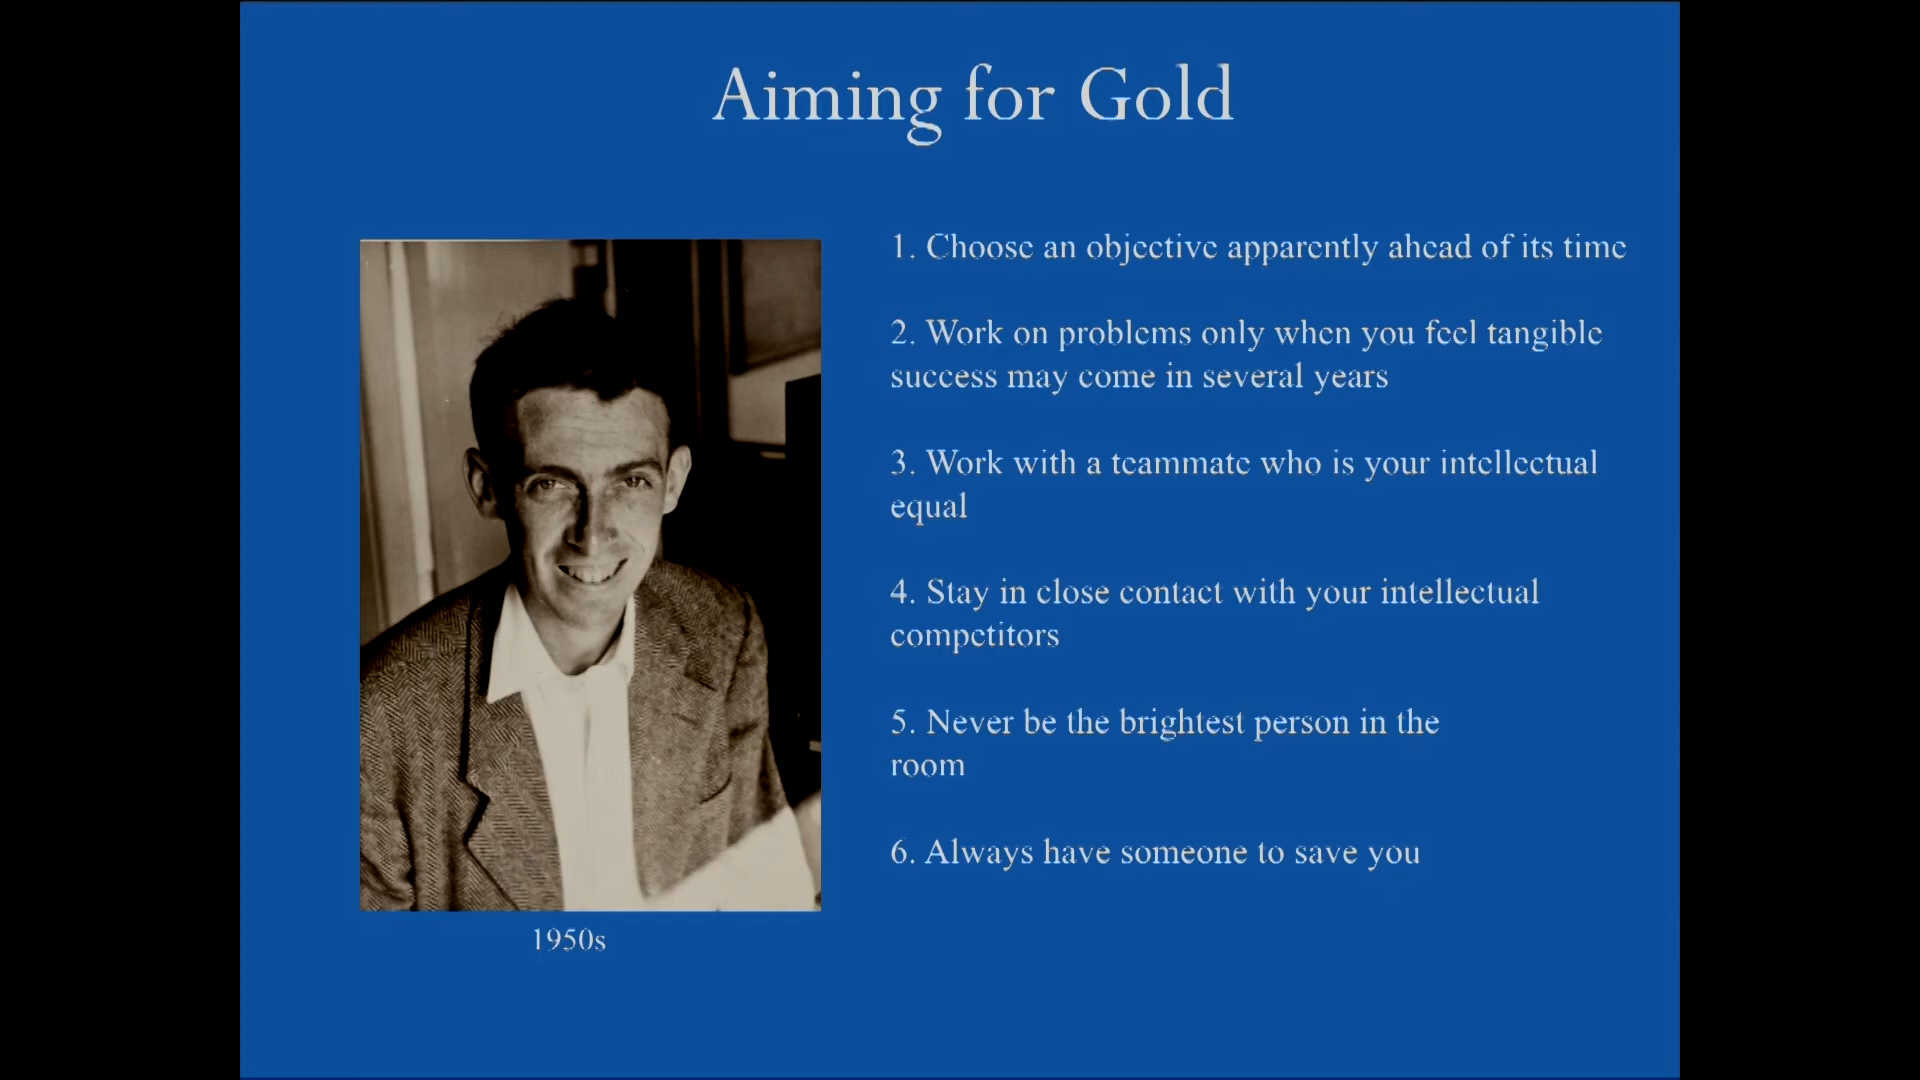 Aiming for Gold
1. Choose an objective apparently ahead of its time
2. Work on problems only when you feel tangible
success may come in several years
3. Work with a teammate who is your intellectual
equal
4. Stay in close contact with your intellectual
competitors
5. Never be the brightest person in the
room
6. Always have someone to save you
1950s